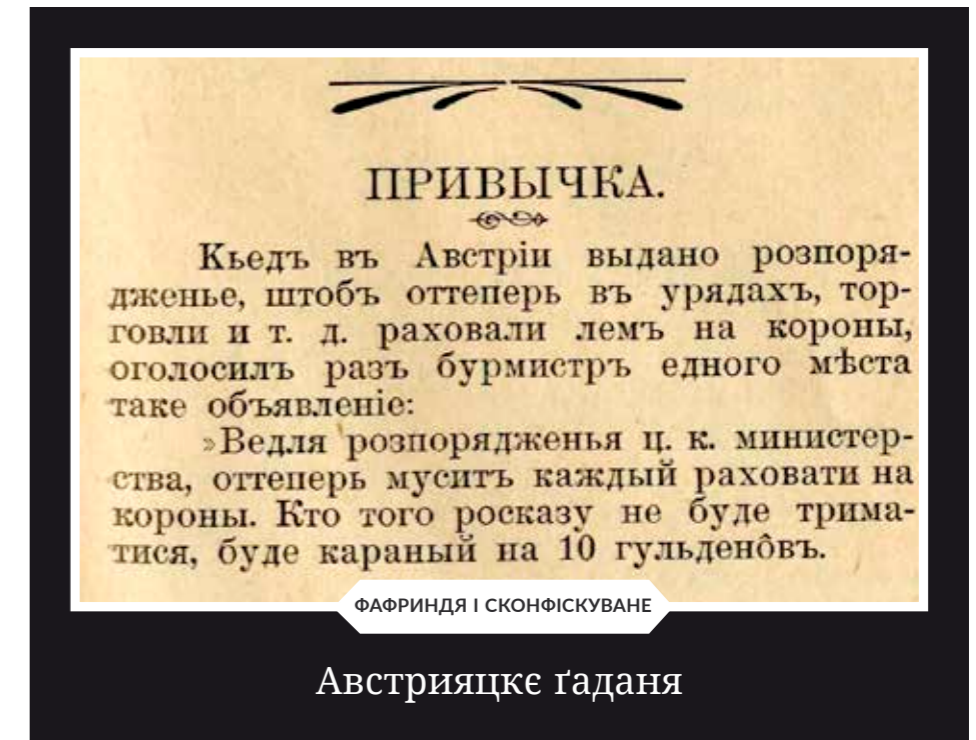 ПРИВЫЧКА.
Кьедъ въ Австріи выдано розпоря-
дженье, штобъ оттеперь въ урядахъ, тор-
говли и т. д. раховали лемъ на короны,
оголосилъ разъ бурмистръ едного мѣста
таке объявленіе:
»Ведля розпорядженья ц. к. министер-
ства, оттеперь муситъ каждый раховати на
короны. Кто того росказу не буде трима-
тися, буде караный на 10 гульденôвъ.
ФАФРИНДЯ І СКОНФІСКУВАНЕ
Австрияцкє ґаданя